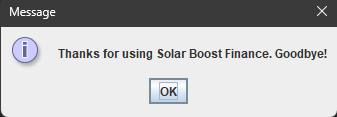 Message
Thanks for using Solar Boost Finance. Goodbye!
OK